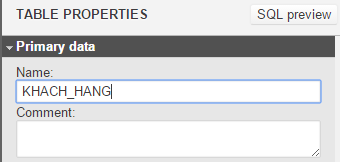 TABLE PROPERTIES SQL preview
Primary data
Name:
KHACH_HANG
Comment: